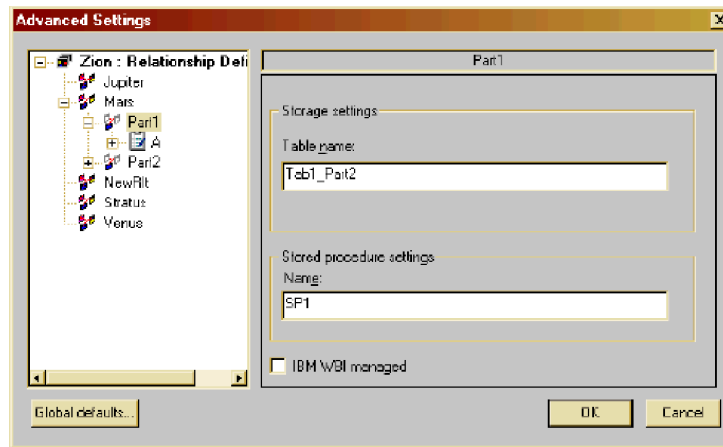 Advanced Settings
Zion : Relationship Defi
Jupiter
Mars
Part1
A
Part2
NewRlt
Stratus
Venus
Part1
Storage settings
Table name:
Tab1_Part2
Stored procedure settings
Name:
SP1
IBM WBI managed
Global defaults...
OK
Cancel